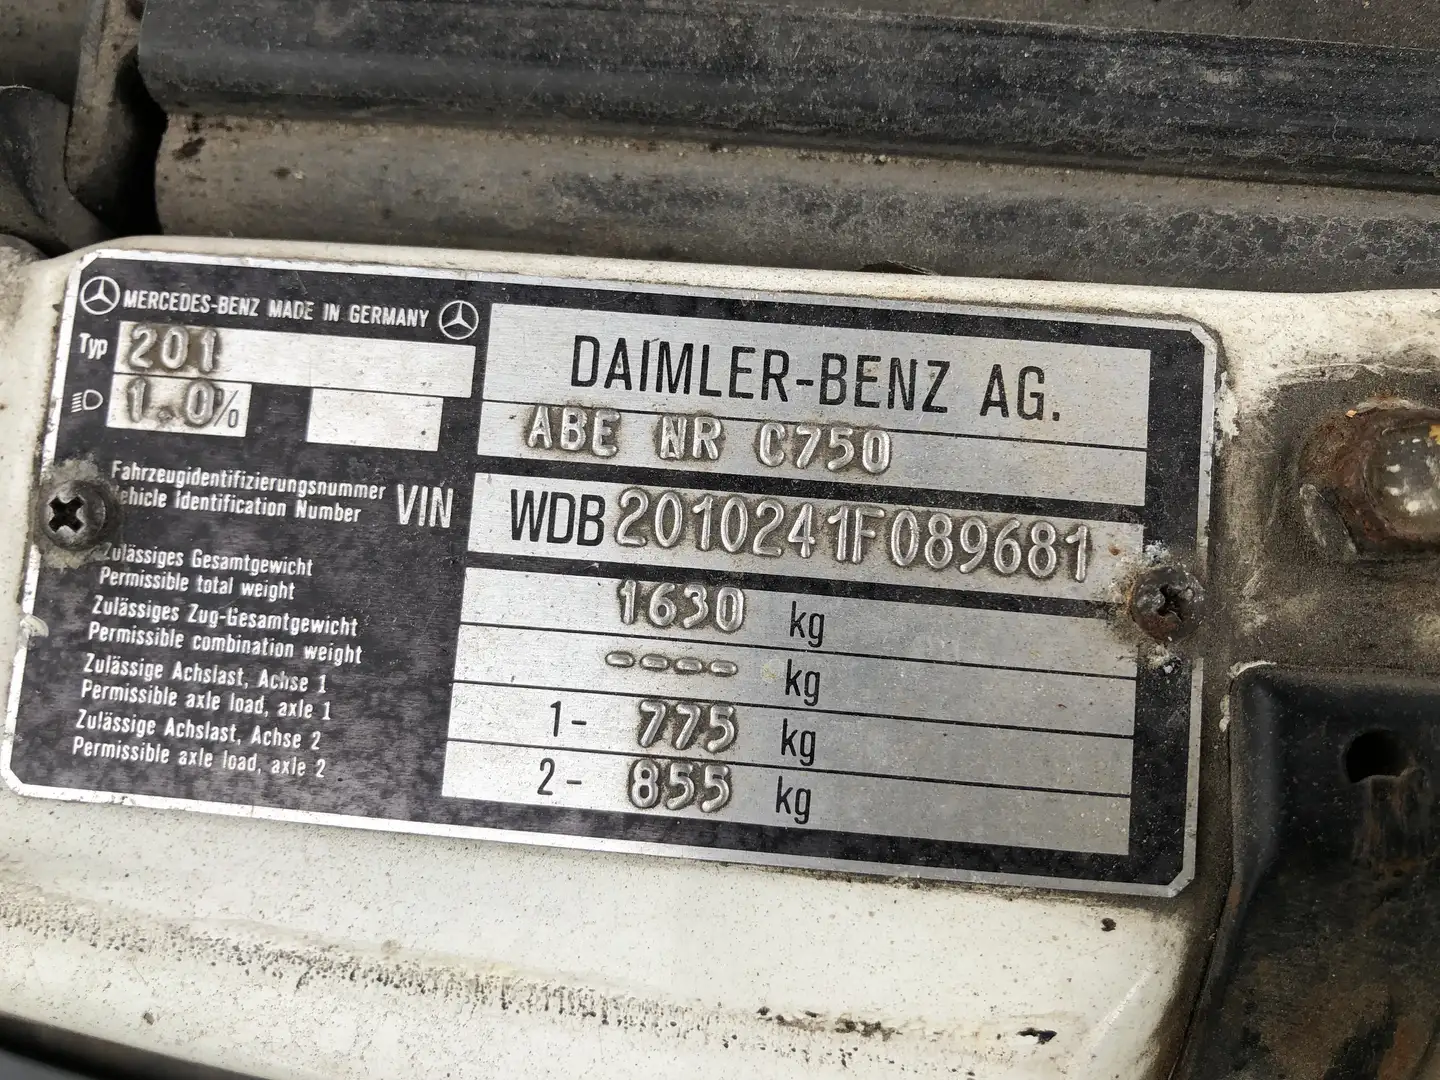 MERCEDES-BENZ MADE IN GERMANY
Typ 201
1.0%
DAIMLER-BENZ AG.
ABE NR C750
Fahrzeugidentifizierungsnummer
Vehicle Identification Number
VIN WDB2010241F089681
Zulässiges Gesamtgewicht
Permissible total weight
1630 kg
Zulässiges Zug-Gesamtgewicht
Permissible combination weight
---- kg
Zulässige Achslast, Achse 1
Permissible axle load, axle 1
1- 775 kg
Zulässige Achslast, Achse 2
Permissible axle load, axle 2
2- 855 kg